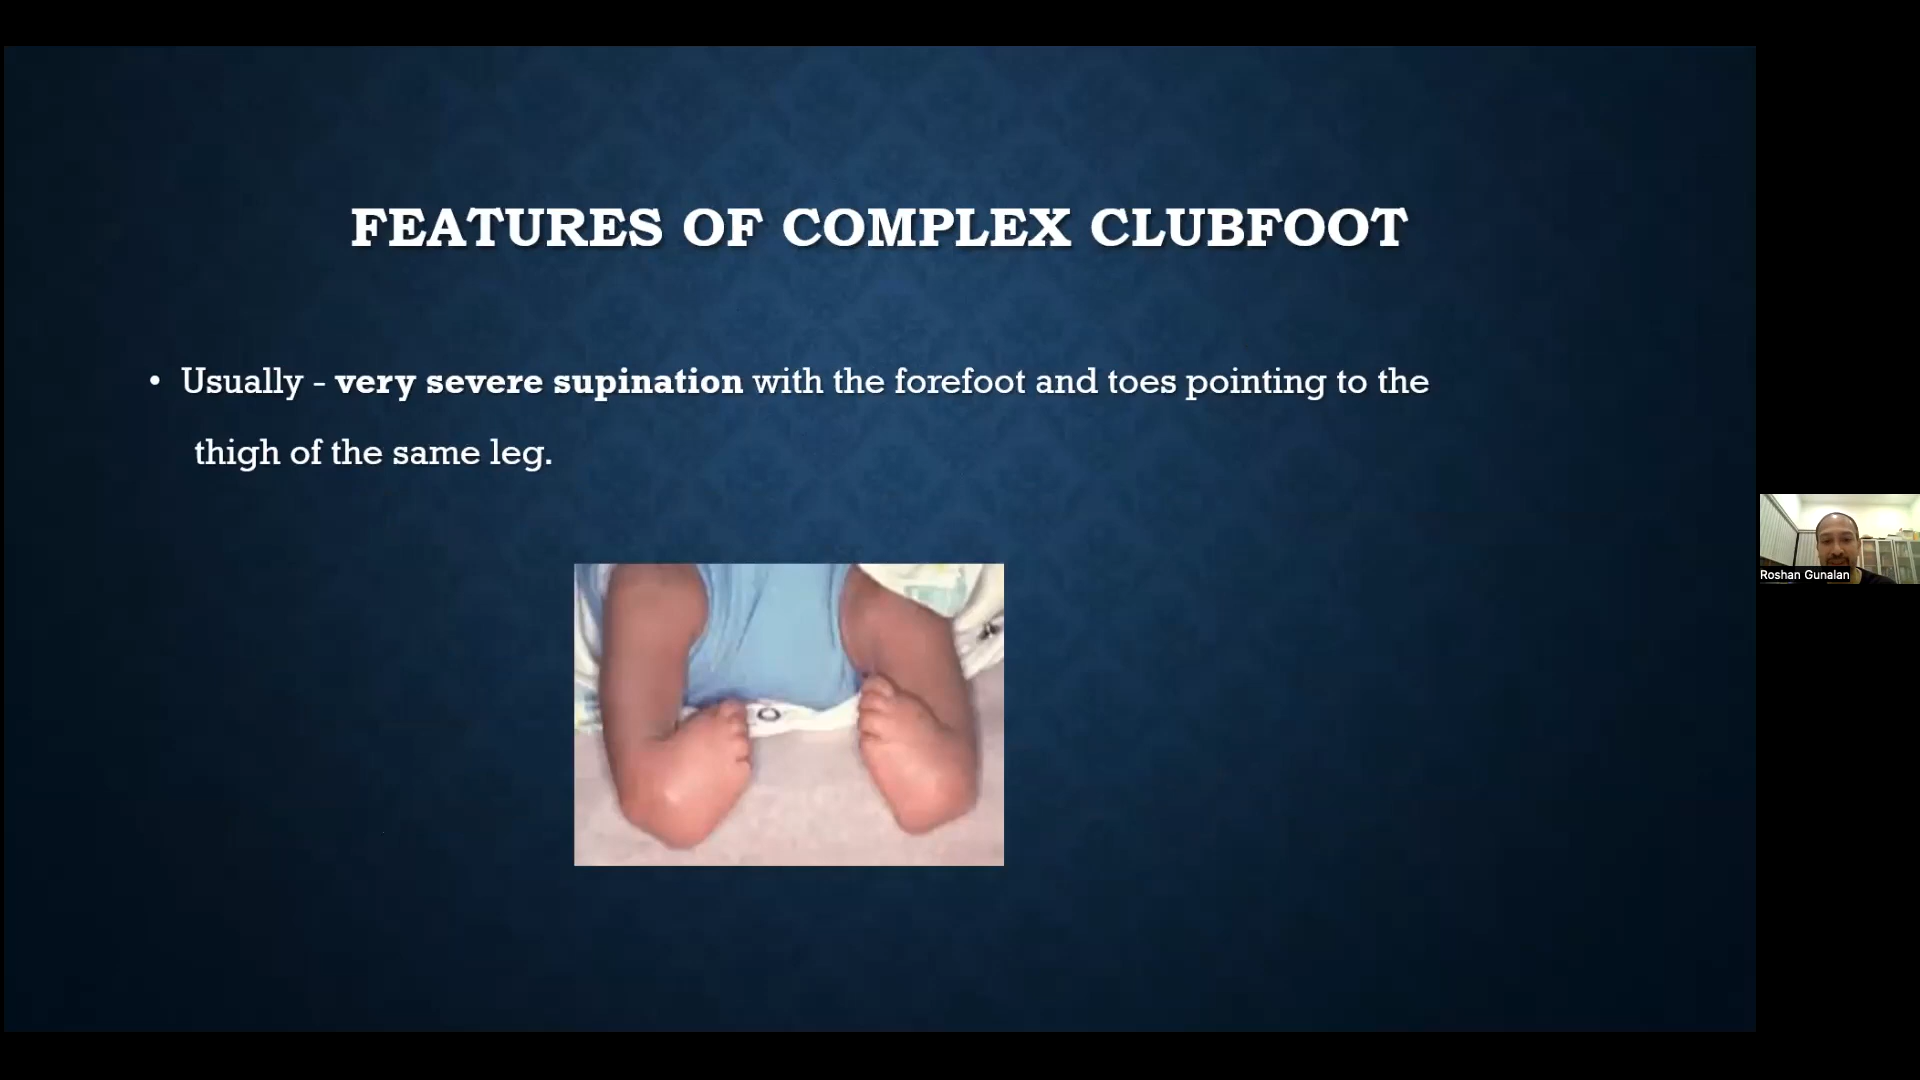 FEATURES OF COMPLEX CLUBFOOT
• Usually - very severe supination with the forefoot and toes pointing to the
thigh of the same leg.
Roshan Gunalan